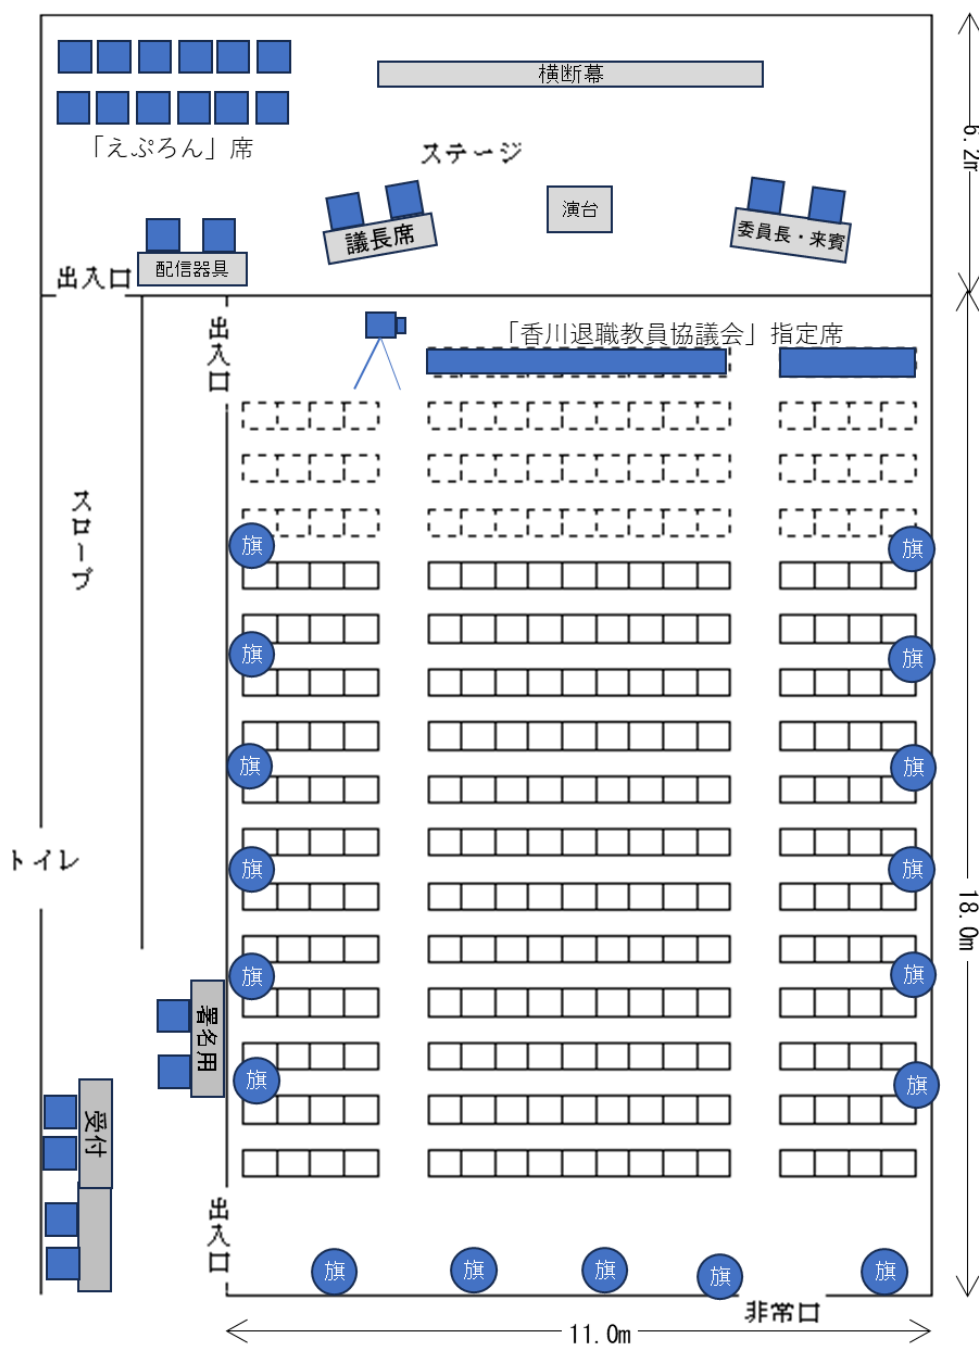 横断幕
「えぷろん」席
ステージ
演台
議長席
委員長・来賓
配信器具
出入口
6.2m
出入口
「香川退職教員協議会」指定席
スロープ
旗
旗
旗
旗
旗
旗
トイレ
旗
旗
18.0m
旗
旗
署名用
旗
旗
受付
出入口
旗
旗
旗
旗
旗
非常口
11.0m